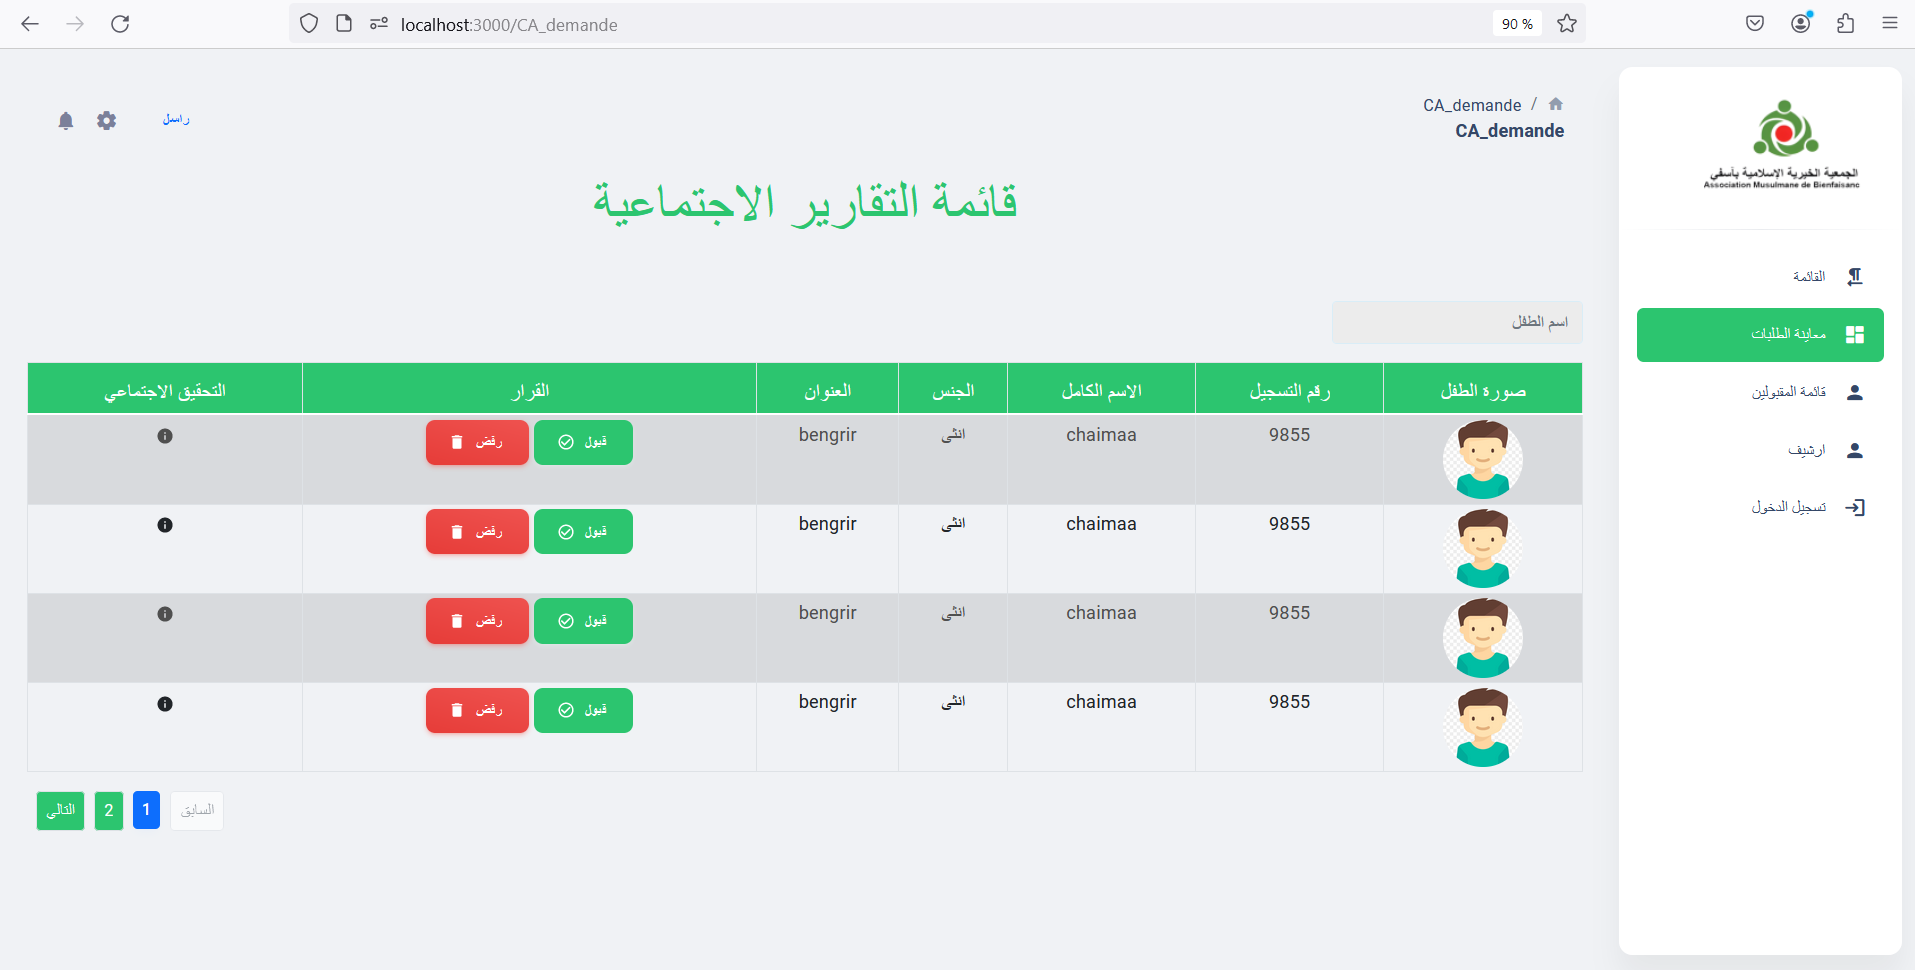 localhost:3000/CA_demande
90 %
الجمعية الخيرية الإسلامية بأسفي
Association Musulmane de Bienfaisanc
القائمة
معاينة الطلبات
قائمة المقبولين
ارشيف
تسجيل الدخول
CA_demande /
CA_demande
راسل
قائمة التقارير الاجتماعية
اسم الطفل
صورة الطفل رقم التسجيل الاسم الكامل الجنس العنوان القرار التحقيق الاجتماعي
9855 chaimaa انثى bengrir قبول رفض
9855 chaimaa انثى bengrir قبول رفض
9855 chaimaa انثى bengrir قبول رفض
9855 chaimaa انثى bengrir قبول رفض
السابق 1 2 التالي